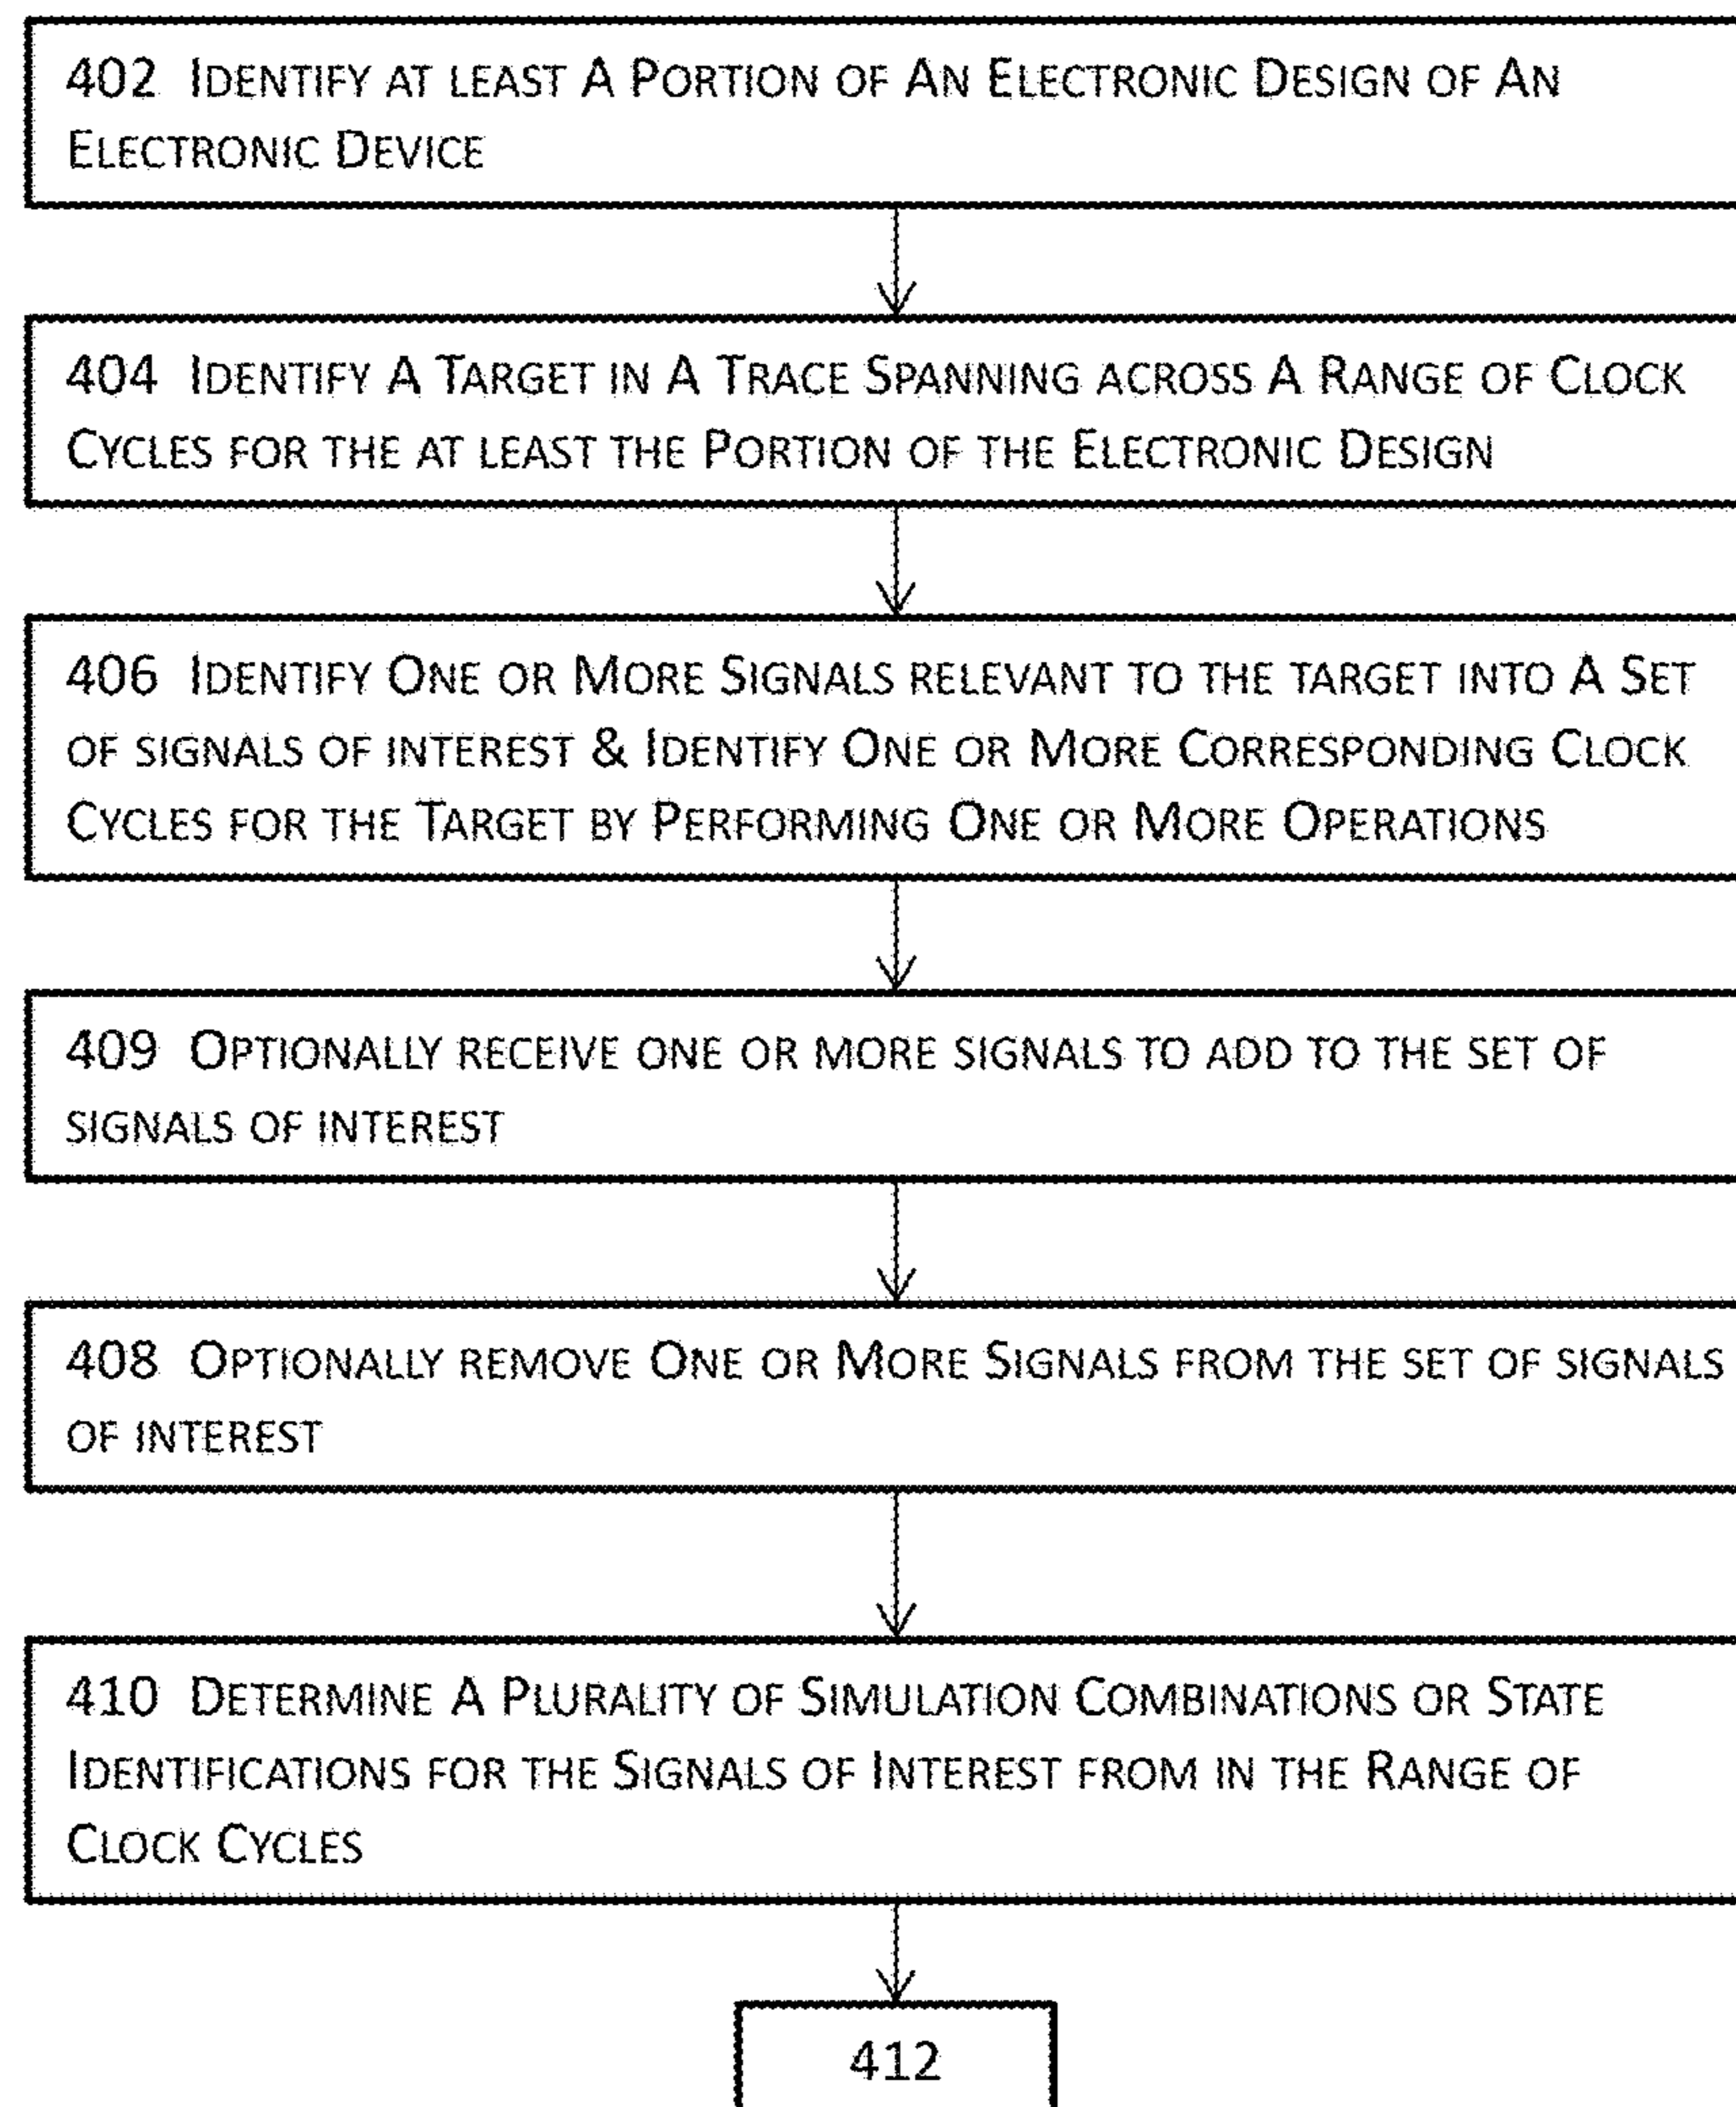 402 Identify at least A Portion of An Electronic Design of An
Electronic Device
404 Identify A Target in A Trace Spanning across A Range of Clock
Cycles for the at least the Portion of the Electronic Design
406 Identify One or More Signals relevant to the target into A Set
of signals of interest & Identify One or More Corresponding Clock
Cycles for the Target by Performing One or More Operations
409 Optionally receive one or more signals to add to the set of
signals of interest
408 Optionally remove One or More Signals from the set of signals
of interest
410 Determine A Plurality of Simulation Combinations or State
Identifications for the Signals of Interest from in the Range of
Clock Cycles
412